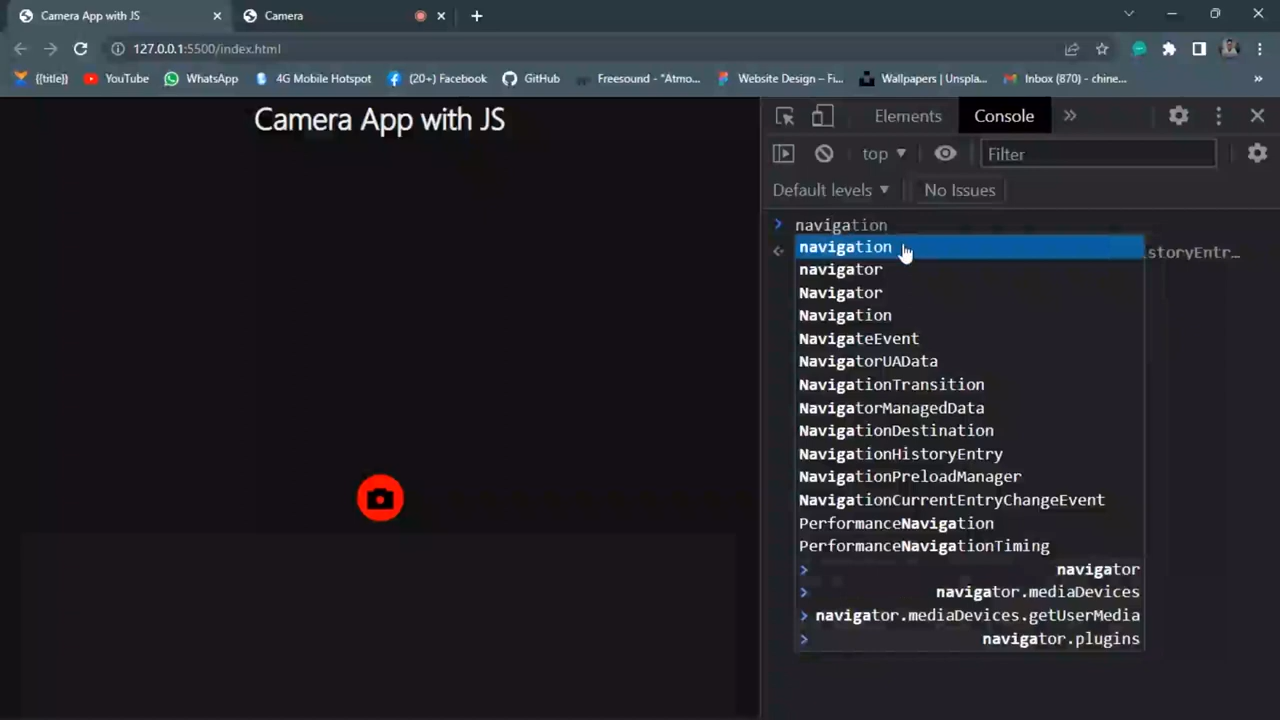 Camera App with JS
Camera
127.0.0.1:5500/index.html
{{title}}
YouTube
WhatsApp
4G Mobile Hotspot
(20+) Facebook
GitHub
Freesound - "Atmo...
Website Design – Fi...
Wallpapers | Unspla...
Inbox (870) - chine...
»
Camera App with JS
Elements
Console
»
top ▼
Filter
Default levels ▼
No Issues
> navigation
storyEntr…
navigation
navigator
Navigator
Navigation
NavigateEvent
NavigatorUAData
NavigationTransition
NavigatorManagedData
NavigationDestination
NavigationHistoryEntry
NavigationPreloadManager
NavigationCurrentEntryChangeEvent
PerformanceNavigation
PerformanceNavigationTiming
> navigator
> navigator.mediaDevices
> navigator.mediaDevices.getUserMedia
> navigator.plugins